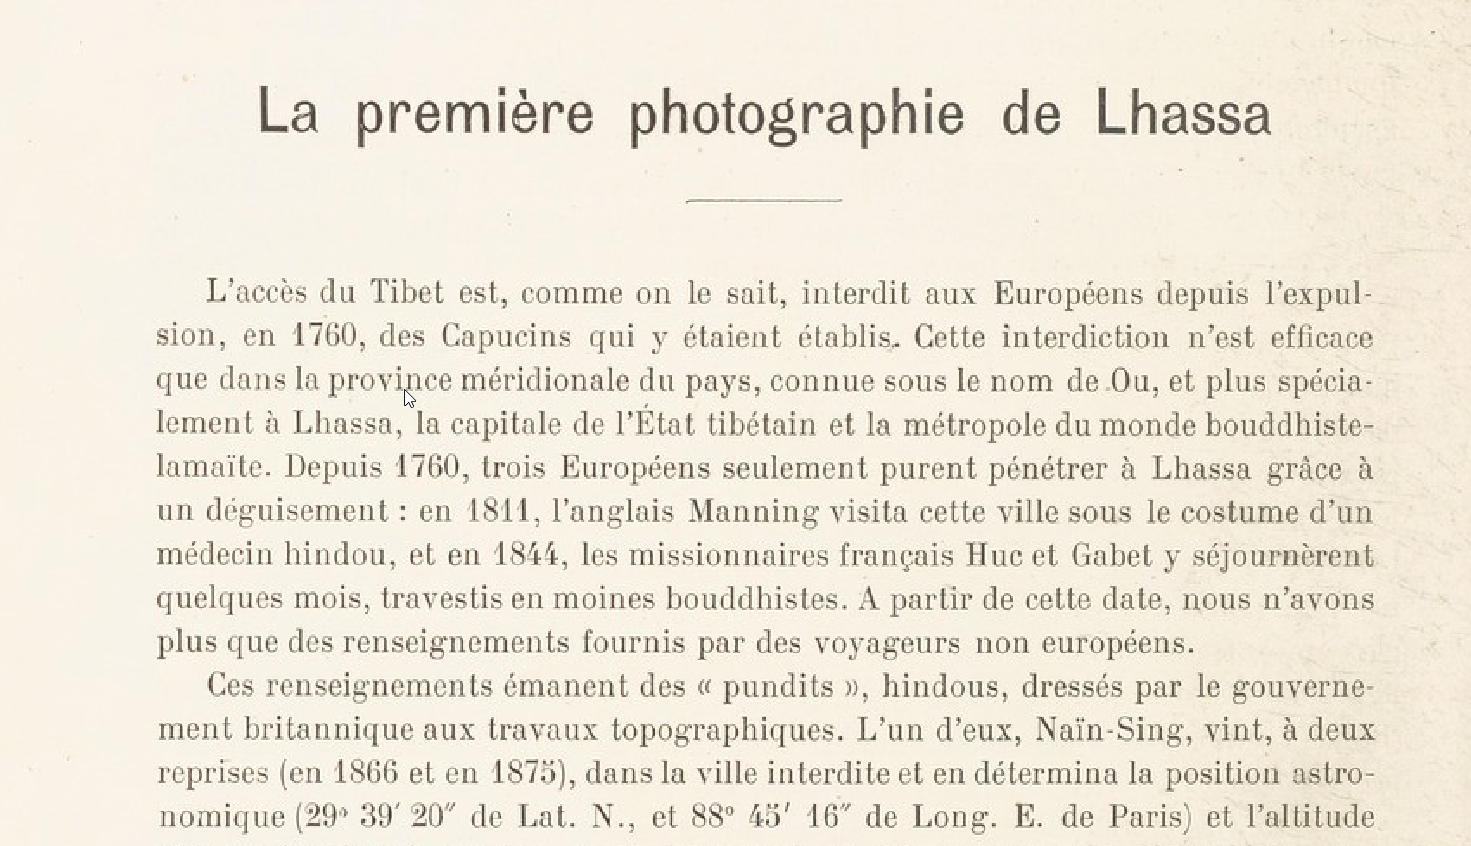 La première photographie de Lhassa
L'accès du Tibet est, comme on le sait, interdit aux Européens depuis l'expul-
sion, en 1760, des Capucins qui y étaient établis. Cette interdiction n'est efficace
que dans la province méridionale du pays, connue sous le nom de Ou, et plus spécia-
lement à Lhassa, la capitale de l'État tibétain et la métropole du monde bouddhiste-
lamaïte. Depuis 1760, trois Européens seulement purent pénétrer à Lhassa grâce à
un déguisement : en 1811, l'anglais Manning visita cette ville sous le costume d'un
médecin hindou, et en 1844, les missionnaires français Huc et Gabet y séjournèrent
quelques mois, travestis en moines bouddhistes. A partir de cette date, nous n'avons
plus que des renseignements fournis par des voyageurs non européens.
Ces renseignements émanent des « pundits », hindous, dressés par le gouverne-
ment britannique aux travaux topographiques. L'un d'eux, Naïn-Sing, vint, à deux
reprises (en 1866 et en 1875), dans la ville interdite et en détermina la position astro-
nomique (29° 39′ 20″ de Lat. N., et 88° 45′ 16″ de Long. E. de Paris) et l'altitude